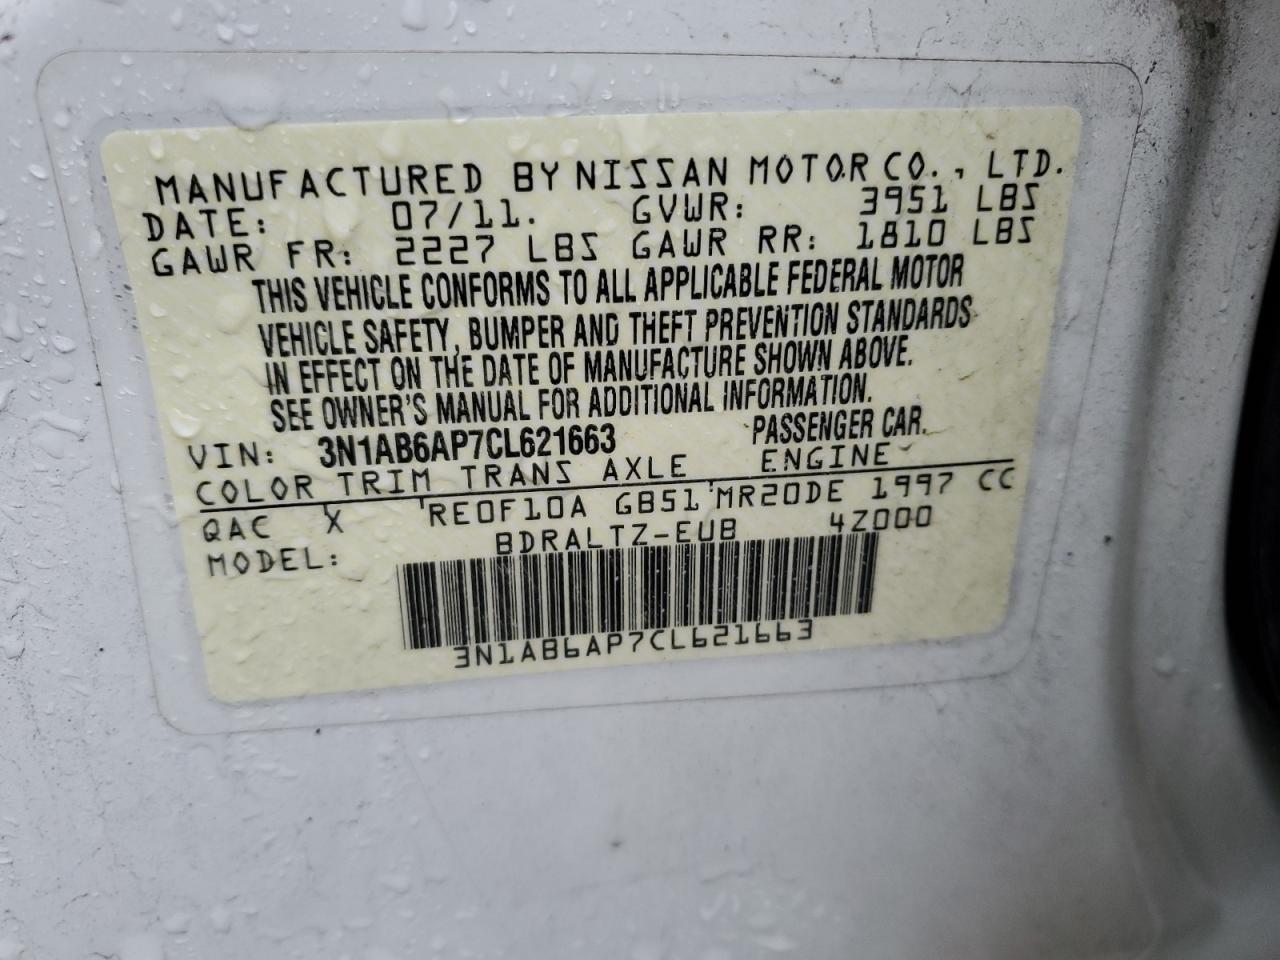 MANUFACTURED BY NISSAN MOTOR CO., LTD.
DATE: 07/11. GVWR: 3951 LBS
GAWR FR: 2227 LBS GAWR RR: 1810 LBS
THIS VEHICLE CONFORMS TO ALL APPLICABLE FEDERAL MOTOR
VEHICLE SAFETY, BUMPER AND THEFT PREVENTION STANDARDS
IN EFFECT ON THE DATE OF MANUFACTURE SHOWN ABOVE.
SEE OWNER'S MANUAL FOR ADDITIONAL INFORMATION.
VIN: 3N1AB6AP7CL621663 PASSENGER CAR.
COLOR TRIM TRANS AXLE ENGINE
QAC X RE0F10A GB51 MR20DE 1997 CC
MODEL: BDRALTZ-EUB 4Z000
3N1AB6AP7CL621663